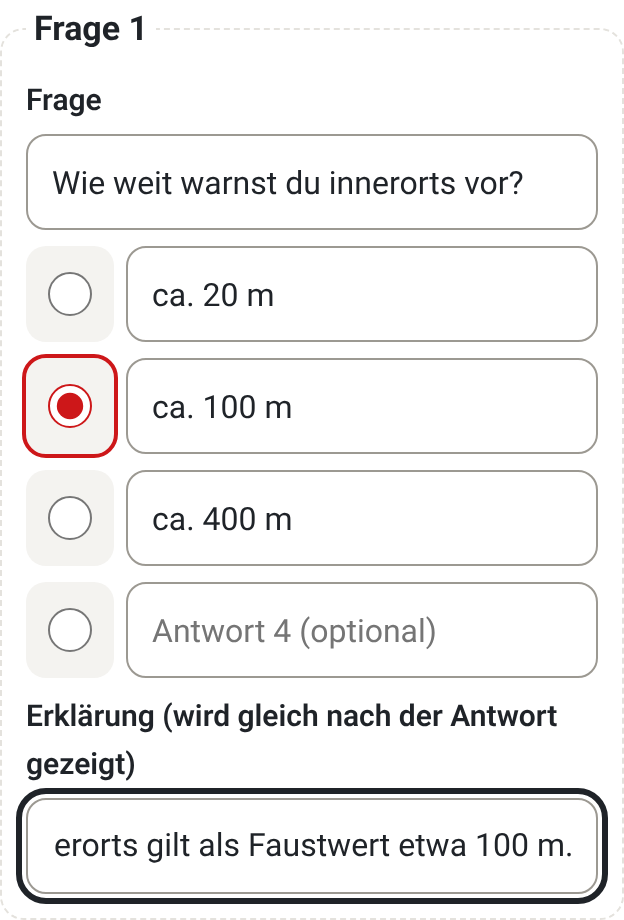 Frage 1
Frage
Wie weit warnst du innerorts vor?
ca. 20 m
ca. 100 m
ca. 400 m
Antwort 4 (optional)
Erklärung (wird gleich nach der Antwort
gezeigt)
erorts gilt als Faustwert etwa 100 m.